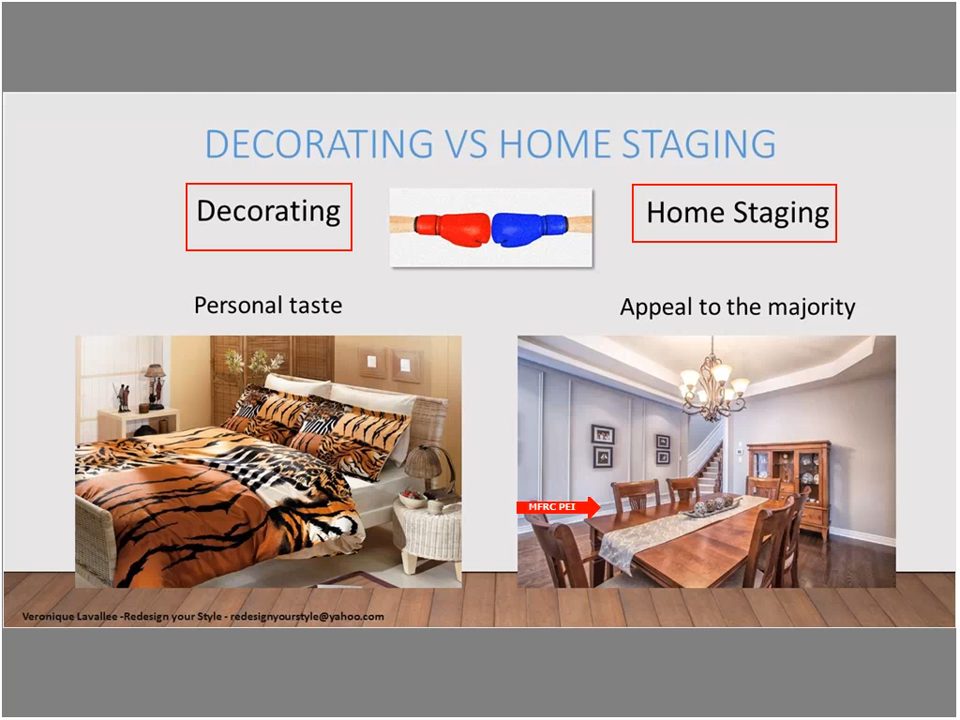 DECORATING VS HOME STAGING
Decorating
Home Staging
Personal taste
Appeal to the majority
MFRC PEI
Veronique Lavallee -Redesign your Style - redesignyourstyle@yahoo.com